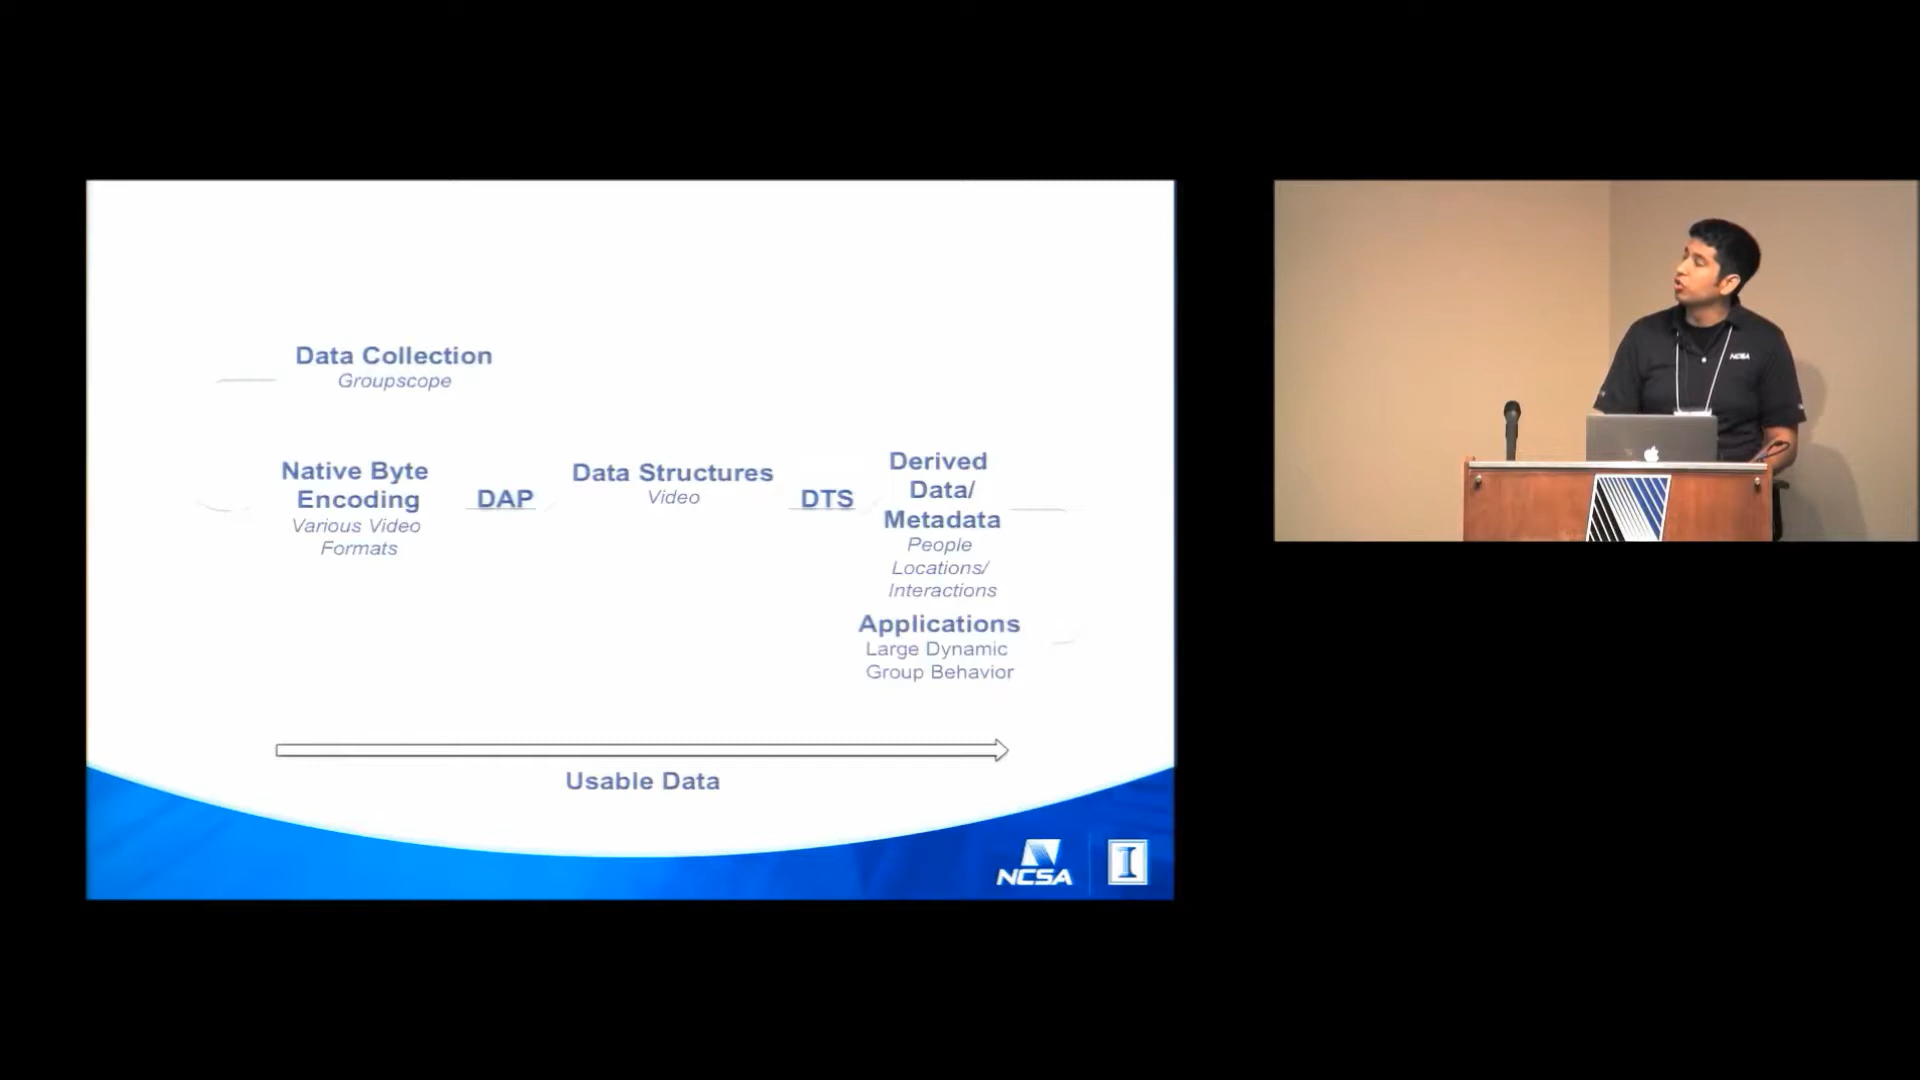 Data Collection
Groupscope
Native Byte
Encoding
Various Video
Formats
DAP
Data Structures
Video
DTS
Derived
Data/
Metadata
People
Locations/
Interactions
Applications
Large Dynamic
Group Behavior
Usable Data
NCSA
I
NCSA